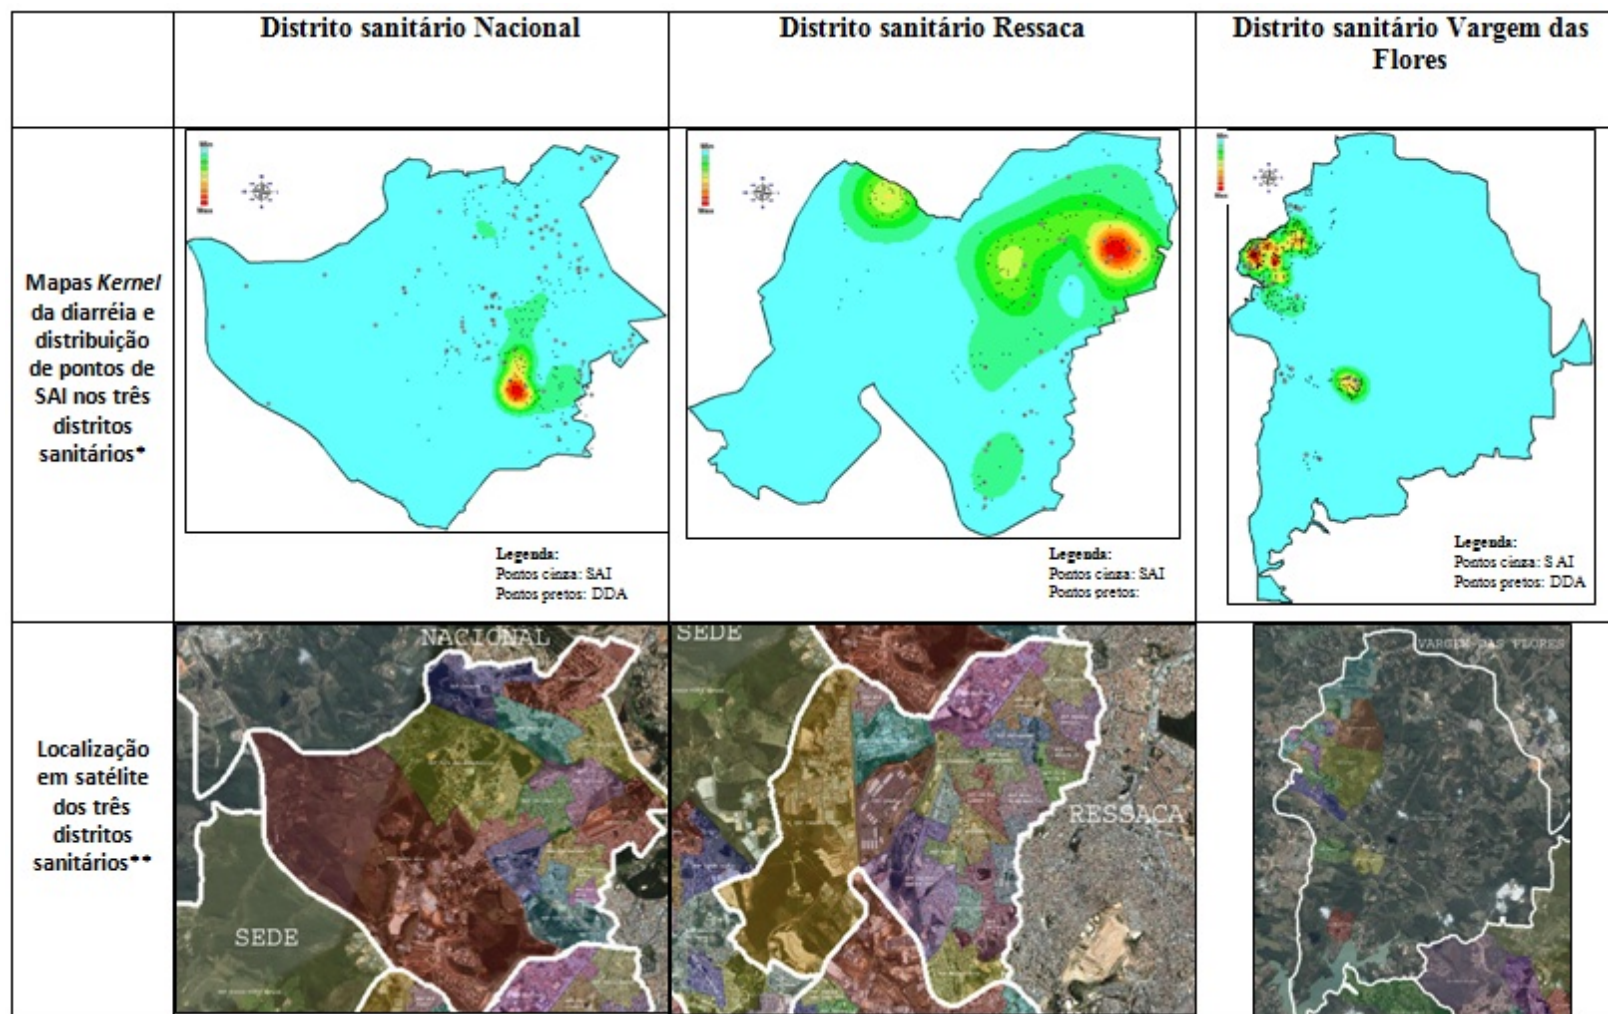 Distrito sanitário Nacional
Distrito sanitário Ressaca
Distrito sanitário Vargem das
Flores
Mapas Kernel
da diarréia e
distribuição
de pontos de
SAI nos três
distritos
sanitários*
Legenda:
Pontos cinza: SAI
Pontos pretos: DDA
Legenda:
Pontos cinza: SAI
Pontos pretos:
Legenda:
Pontos cinza: SAI
Pontos pretos: DDA
Localização
em satélite
dos três
distritos
sanitários**
NACIONAL
SEDE
SEDE
RESSACA
VARGEM DAS FLORES